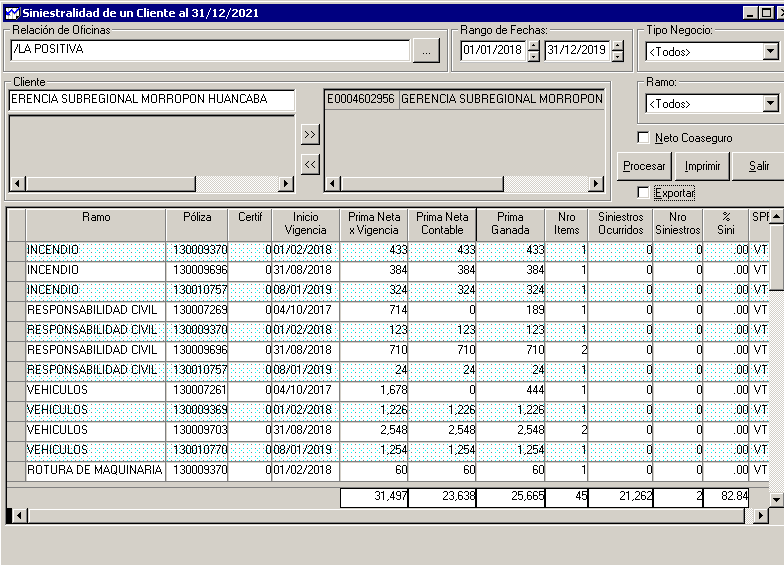 Siniestralidad de un Cliente al 31/12/2021
Relación de Oficinas
/LA POSITIVA
...
Rango de Fechas:
01/01/2018 31/12/2019
Tipo Negocio:
<Todos>
Cliente
ERENCIA SUBREGIONAL MORROPON HUANCABA
>>
<<
E0004602956 GERENCIA SUBREGIONAL MORROPON
Ramo:
<Todos>
Neto Coaseguro
Procesar Imprimir Salir
Exportar
Ramo Póliza Certif Inicio Vigencia Prima Neta x Vigencia Prima Neta Contable Prima Ganada Nro Items Siniestros Ocurridos Nro Siniestros % Sini SPF
INCENDIO 130009370 0 01/02/2018 433 433 433 1 0 0 .00 VT
INCENDIO 130009696 0 31/08/2018 384 384 384 1 0 0 .00 VT
INCENDIO 130010757 0 08/01/2019 324 324 324 1 0 0 .00 VT
RESPONSABILIDAD CIVIL 130007269 0 04/10/2017 714 0 189 1 0 0 .00 VT
RESPONSABILIDAD CIVIL 130009370 0 01/02/2018 123 123 123 1 0 0 .00 VT
RESPONSABILIDAD CIVIL 130009696 0 31/08/2018 710 710 710 2 0 0 .00 VT
RESPONSABILIDAD CIVIL 130010757 0 08/01/2019 24 24 24 1 0 0 .00 VT
VEHICULOS 130007261 0 04/10/2017 1,678 0 444 1 0 0 .00 VT
VEHICULOS 130009369 0 01/02/2018 1,226 1,226 1,226 1 0 0 .00 VT
VEHICULOS 130009703 0 31/08/2018 2,548 2,548 2,548 2 0 0 .00 VT
VEHICULOS 130010770 0 08/01/2019 1,254 1,254 1,254 1 0 0 .00 VT
ROTURA DE MAQUINARIA 130009370 0 01/02/2018 60 60 60 1 0 0 .00 VT
31,497 23,638 25,665 45 21,262 2 82.84